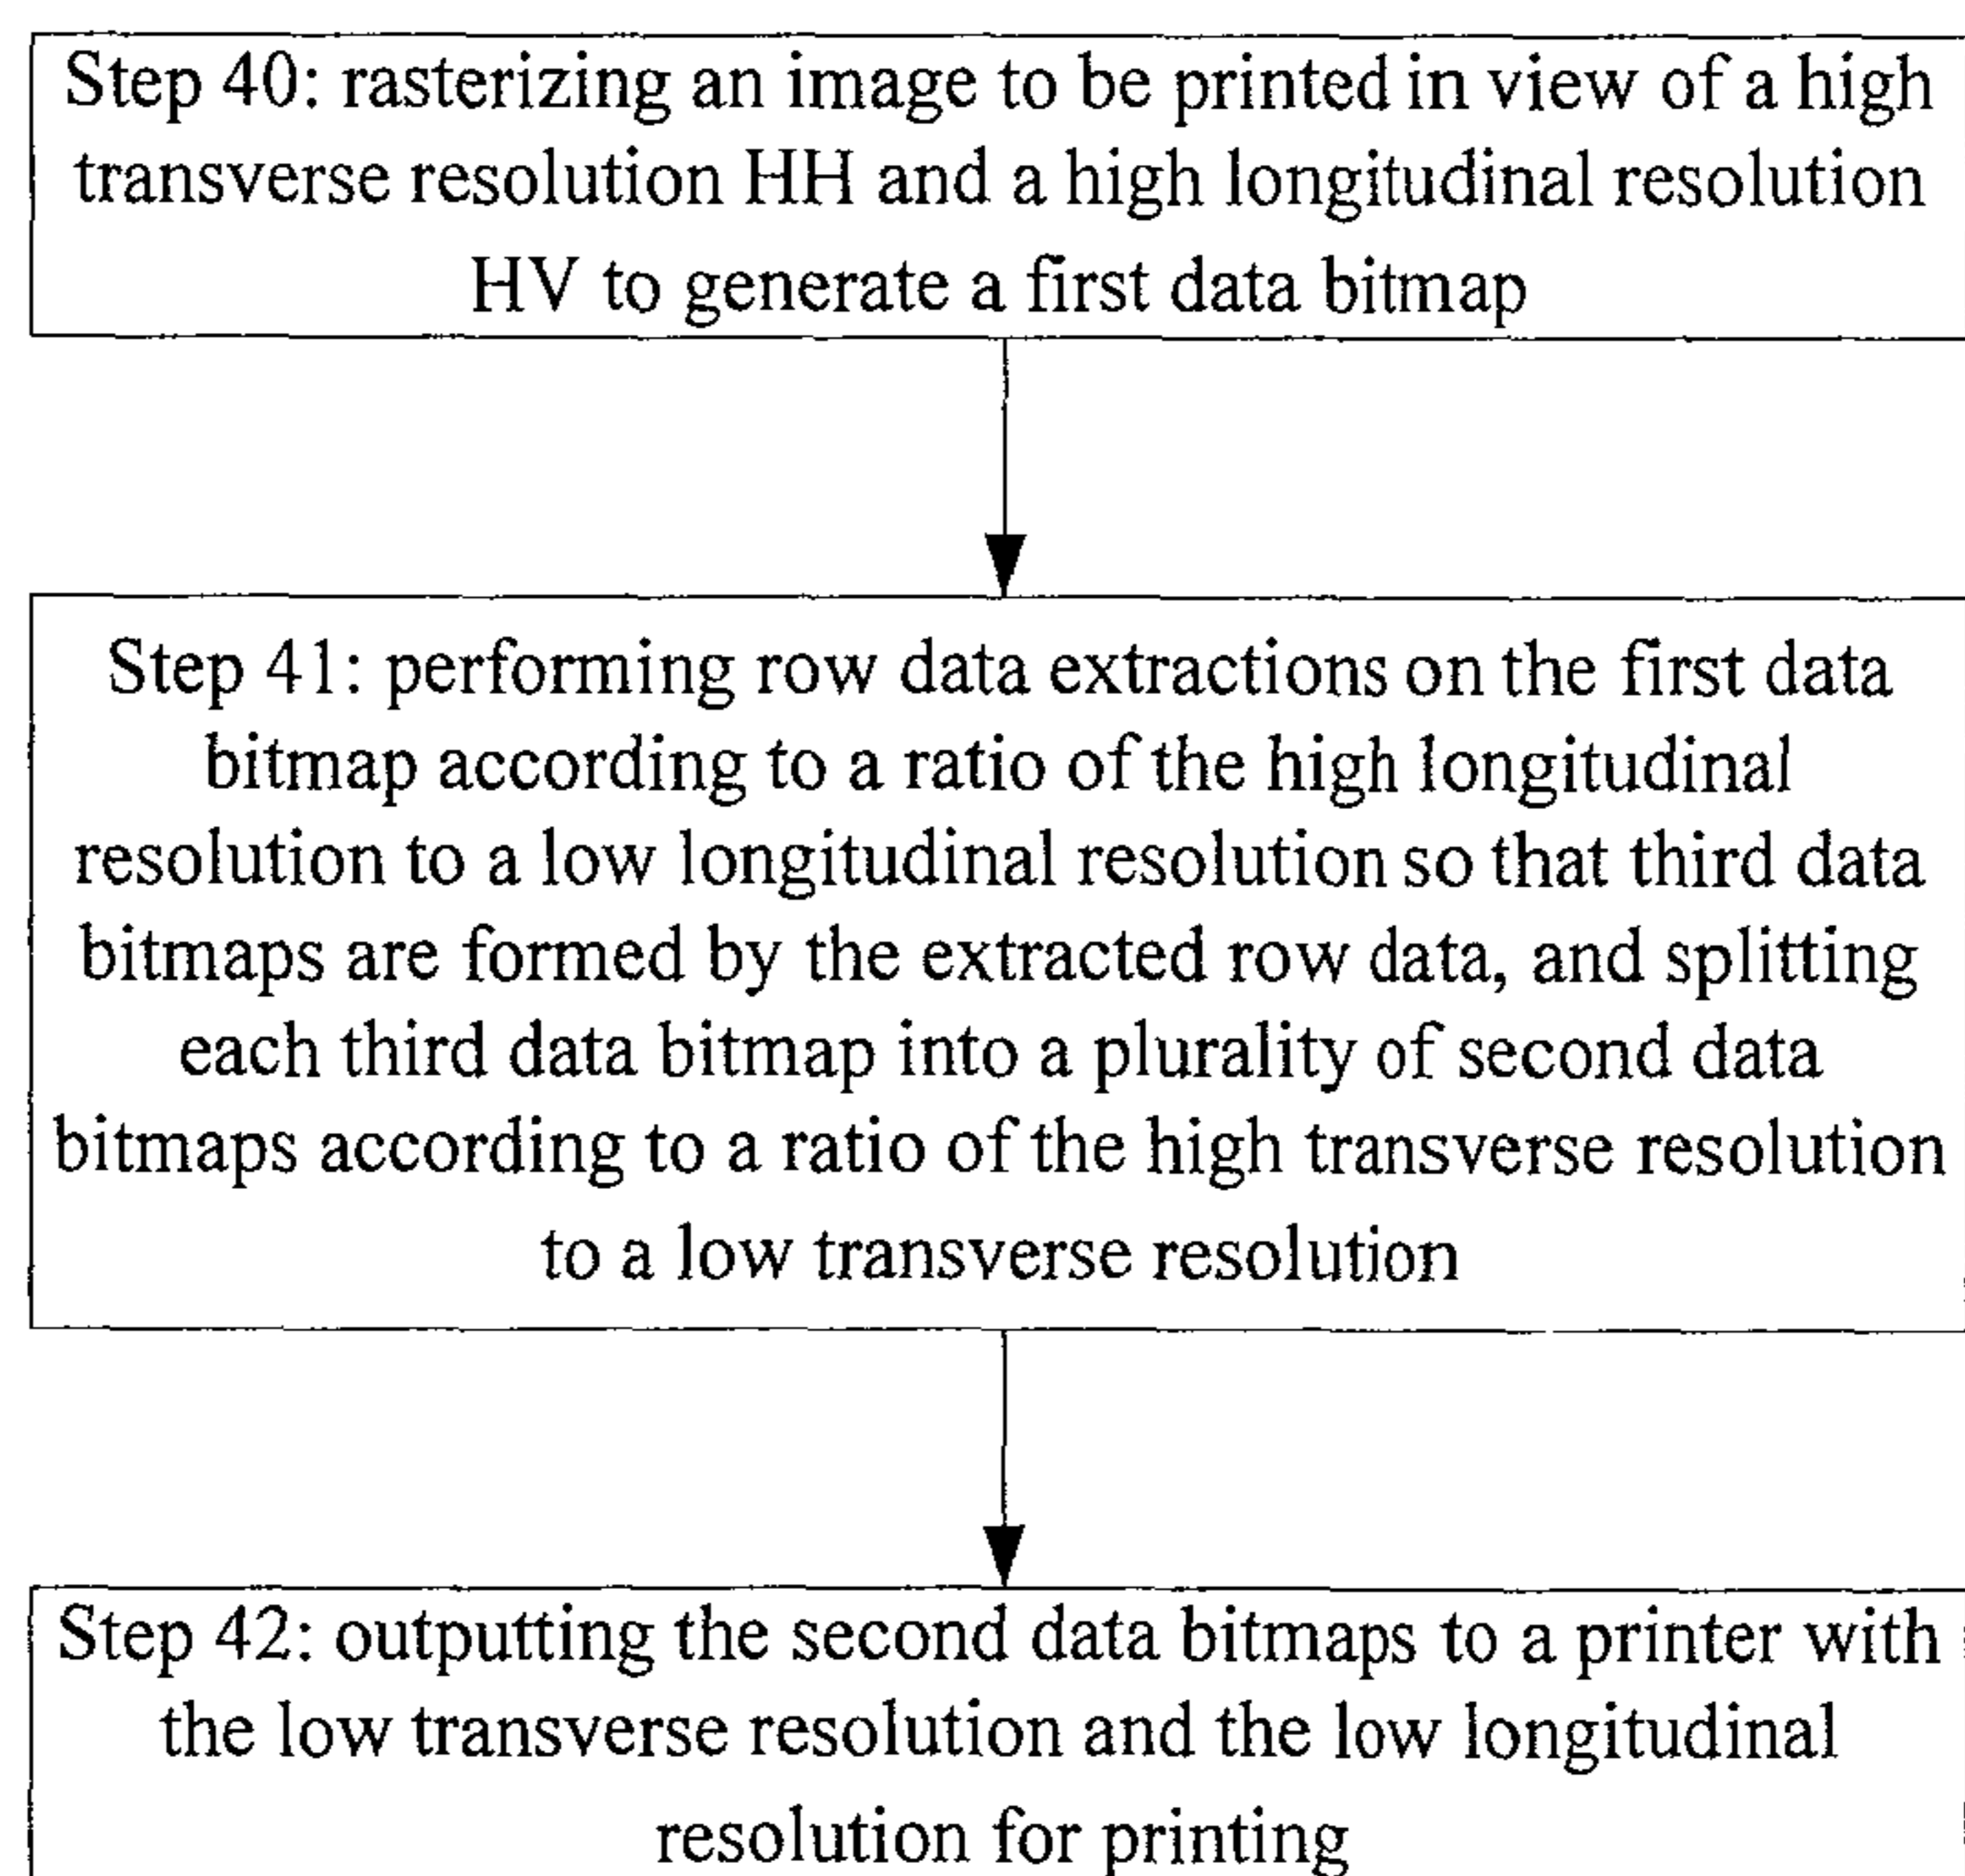 Step 40: rasterizing an image to be printed in view of a high
transverse resolution HH and a high longitudinal resolution
HV to generate a first data bitmap
Step 41: performing row data extractions on the first data
bitmap according to a ratio of the high longitudinal
resolution to a low longitudinal resolution so that third data
bitmaps are formed by the extracted row data, and splitting
each third data bitmap into a plurality of second data
bitmaps according to a ratio of the high transverse resolution
to a low transverse resolution
Step 42: outputting the second data bitmaps to a printer with
the low transverse resolution and the low longitudinal
resolution for printing